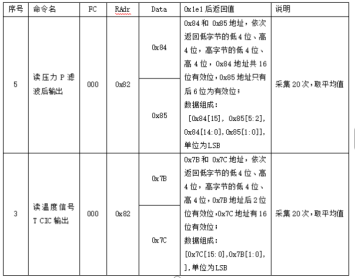 序号 命令名 FC RAdr Data 0x1e1 后返回值 说明
5
读压力 P 滤
波后输出
000
0x82
0x84
0x85
0x84 和 0x85 地址，依次
返回低字节的低 4 位、高
4 位，高字节的低 4 位、
高 4 位，0x84 地址共 16
位有效位，0x85 地址只有
后 6 位为有效位；
数据组成：
[0x84[15], 0x85[5:2],
0x84[14:0],0x85[1:0]],
单位为 LSB
采集 20 次，取平均值
3
读温度信号
T CIC 输出
000
0x82
0x7B
0x7C
0x7B 和 0x7C 地址，依次
返回低字节的低 4 位、高
4 位，高字节的低 4 位、
高 4 位，0x7B 地址后 2 位
位有效位，0x7C 地址有 16
位有效位；
数据组成：
[0x7C[15:0],0x7B[1:0],
],单位为 LSB
采集 20 次，取平均值